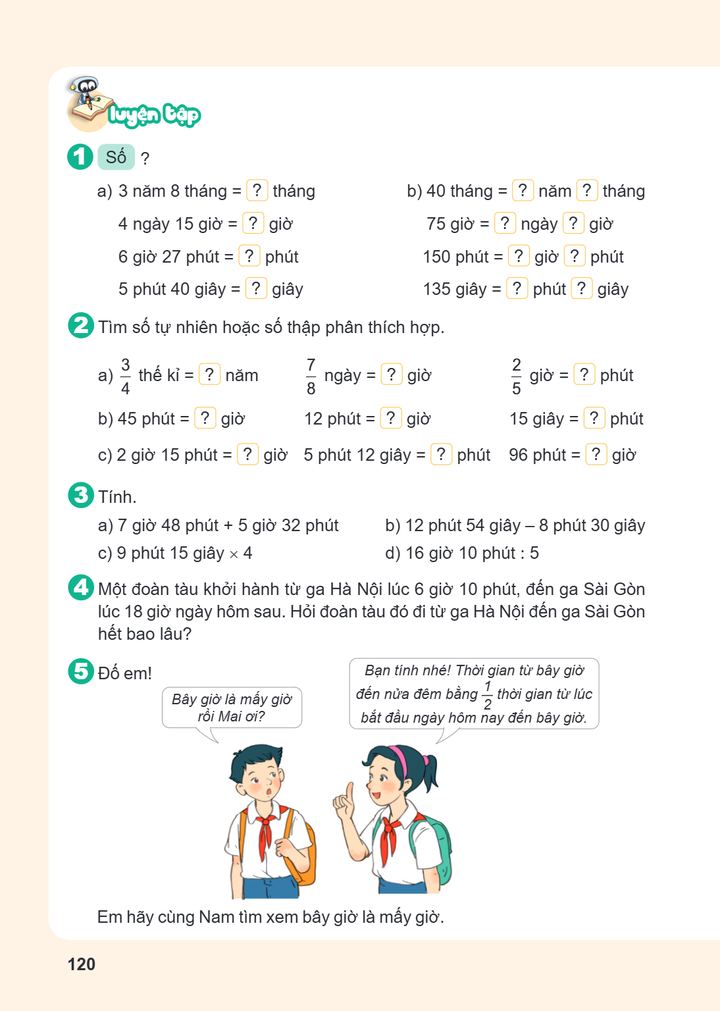 luyện tập
1 Số ?
a) 3 năm 8 tháng = ? tháng b) 40 tháng = ? năm ? tháng
4 ngày 15 giờ = ? giờ 75 giờ = ? ngày ? giờ
6 giờ 27 phút = ? phút 150 phút = ? giờ ? phút
5 phút 40 giây = ? giây 135 giây = ? phút ? giây
2 Tìm số tự nhiên hoặc số thập phân thích hợp.
a) 3/4 thế kỉ = ? năm 7/8 ngày = ? giờ 2/5 giờ = ? phút
b) 45 phút = ? giờ 12 phút = ? giờ 15 giây = ? phút
c) 2 giờ 15 phút = ? giờ 5 phút 12 giây = ? phút 96 phút = ? giờ
3 Tính.
a) 7 giờ 48 phút + 5 giờ 32 phút b) 12 phút 54 giây – 8 phút 30 giây
c) 9 phút 15 giây × 4 d) 16 giờ 10 phút : 5
4 Một đoàn tàu khởi hành từ ga Hà Nội lúc 6 giờ 10 phút, đến ga Sài Gòn
lúc 18 giờ ngày hôm sau. Hỏi đoàn tàu đó đi từ ga Hà Nội đến ga Sài Gòn
hết bao lâu?
5 Đố em!
Bây giờ là mấy giờ
rồi Mai ơi?
Bạn tính nhé! Thời gian từ bây giờ
đến nửa đêm bằng 1/2 thời gian từ lúc
bắt đầu ngày hôm nay đến bây giờ.
Em hãy cùng Nam tìm xem bây giờ là mấy giờ.
120